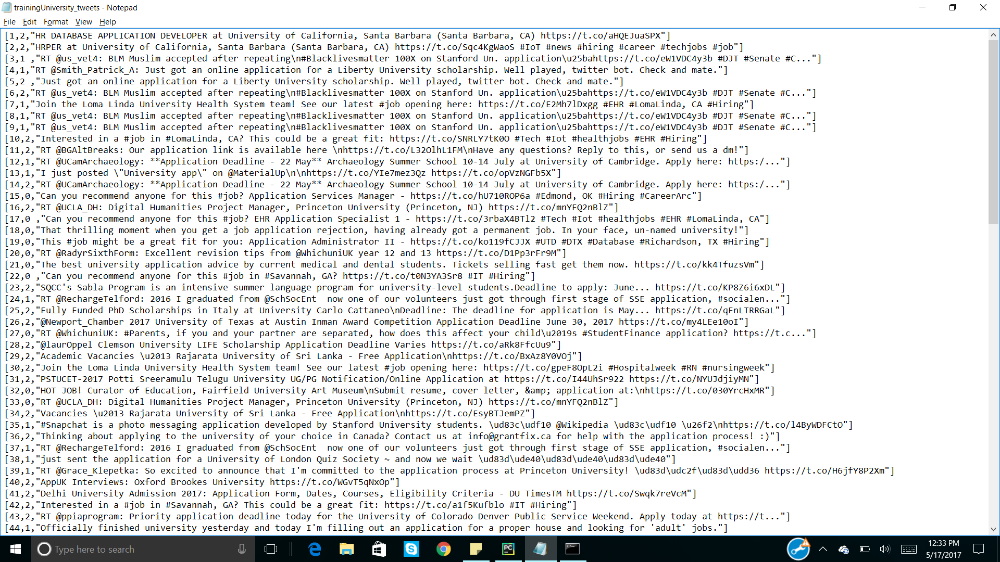 trainingUniversity_tweets - Notepad
File Edit Format View Help
[1,2,"HR DATABASE APPLICATION DEVELOPER at University of California, Santa Barbara (Santa Barbara, CA) https://t.co/aHQEJuaSPX"]
[2,2,"HRPER at University of California, Santa Barbara (Santa Barbara, CA) https://t.co/Sqc4KgWaoS #IoT #news #hiring #career #techjobs #job"]
[3,1 ,"RT @us_vet4: BLM Muslim accepted after repeating\n#Blacklivesmatter 100X on Stanford Un. application\u25bahttps://t.co/eW1VDC4y3b #DJT #Senate #C..."]
[4,1,"RT @Smith_Patrick_A: Just got an online application for a Liberty University scholarship. Well played, twitter bot. Check and mate."]
[5,2 ,"Just got an online application for a Liberty University scholarship. Well played, twitter bot. Check and mate."]
[6,2,"RT @us_vet4: BLM Muslim accepted after repeating\n#Blacklivesmatter 100X on Stanford Un. application\u25bahttps://t.co/eW1VDC4y3b #DJT #Senate #C..."]
[7,1,"Join the Loma Linda University Health System team! See our latest #job opening here: https://t.co/E2Mh7lDxgg #EHR #LomaLinda, CA #Hiring"]
[8,1,"RT @us_vet4: BLM Muslim accepted after repeating\n#Blacklivesmatter 100X on Stanford Un. application\u25bahttps://t.co/eW1VDC4y3b #DJT #Senate #C..."]
[9,1,"RT @us_vet4: BLM Muslim accepted after repeating\n#Blacklivesmatter 100X on Stanford Un. application\u25bahttps://t.co/eW1VDC4y3b #DJT #Senate #C..."]
[10,2,"Interested in a #job in #LomaLinda, CA? This could be a great fit: https://t.co/SNRLY7tK0O #Tech #Iot #healthjobs #EHR #Hiring"]
[11,2,"RT @BGAltBreaks: Our application link is available here \nhttps://t.co/L32OlhL1FM\nHave any questions? Reply to this, or send us a dm!"]
[12,1,"RT @UCamArchaeology: **Application Deadline - 22 May** Archaeology Summer School 10-14 July at University of Cambridge. Apply here: https:/..."]
[13,1,"I just posted \"University app\" on @MaterialUp\n\nhttps://t.co/YIe7mez3Qz https://t.co/opVzNGFb5X"]
[14,2,"RT @UCamArchaeology: **Application Deadline - 22 May** Archaeology Summer School 10-14 July at University of Cambridge. Apply here: https:/..."]
[15,0,"Can you recommend anyone for this #job? Application Services Manager - https://t.co/hU710ROP6a #Edmond, OK #Hiring #CareerArc"]
[16,2,"RT @UCLA_DH: Digital Humanities Project Manager, Princeton University (Princeton, NJ) https://t.co/mnYFQ2nBlZ"]
[17,0 ,"Can you recommend anyone for this #job? EHR Application Specialist 1 - https://t.co/3rbaX4BTl2 #Tech #Iot #healthjobs #EHR #LomaLinda, CA"]
[18,0,"That thrilling moment when you get a job application rejection, having already got a permanent job. In your face, un-named university!"]
[19,0,"This #job might be a great fit for you: Application Administrator II - https://t.co/ko119fCJJX #UTD #DTX #Database #Richardson, TX #Hiring"]
[20,0,"RT @RadyrSixthForm: Excellent revision tips from @WhichuniUK year 12 and 13 https://t.co/D1Pp3rFr9M"]
[21,0,"The best university application advice by current medical and dental students. Tickets selling fast get them now. https://t.co/kk4TfuzsVm"]
[22,0 ,"Can you recommend anyone for this #job in #Savannah, GA? https://t.co/t0N3YA3Sr8 #IT #Hiring"]
[23,2,"SQCC's Sabla Program is an intensive summer language program for university-level students.Deadline to apply: June... https://t.co/KP8Z6i6xDL"]
[24,1,"RT @RechargeTelford: 2016 I graduated from @SchSocEnt  now one of our volunteers just got through first stage of SSE application, #socialen..."]
[25,2,"Fully Funded PhD Scholarships in Italy at University Carlo Cattaneo\nDeadline: The deadline for application is May... https://t.co/qFnLTRRGaL"]
[26,2,"@Newport_Chamber 2017 University of Texas at Austin Inman Award Competition Application Deadline June 30, 2017 https://t.co/my4LEe10oI"]
[27,0,"RT @WhichuniUK: #Parents, if you and your partner are separated, how does this affect your child\u2019s #StudentFinance application? https://t.c..."]
[28,2,"@laurOppel Clemson University LIFE Scholarship Application Deadline Varies https://t.co/aRk8FfcUu9"]
[29,2,"Academic Vacancies \u2013 Rajarata University of Sri Lanka - Free Application\nhttps://t.co/BxAz8Y0VOj"]
[30,2,"Join the Loma Linda University Health System team! See our latest #job opening here: https://t.co/gpeF8OpL2i #Hospitalweek #RN #nursingweek"]
[31,2,"PSTUCET-2017 Potti Sreeramulu Telugu University UG/PG Notification/Online Application at https://t.co/I44UhSr922 https://t.co/NYUJdjiyMN"]
[32,0,"HOT JOB! Curator of Education, Fairfield University Art Museum\nSubmit resume, cover letter, &amp; application at:\nhttps://t.co/030YrcHxMR"]
[33,0,"RT @UCLA_DH: Digital Humanities Project Manager, Princeton University (Princeton, NJ) https://t.co/mnYFQ2nBlZ"]
[34,2,"Vacancies \u2013 Rajarata University of Sri Lanka - Free Application\nhttps://t.co/EsyBTJemPZ"]
[35,1,"#Snapchat is a photo messaging application developed by Stanford University students. \ud83c\udf10 @Wikipedia \ud83c\udf10 \u26f2\nhttps://t.co/l4ByWDFCtO"]
[36,2,"Thinking about applying to the university of your choice in Canada? Contact us at info@grantfix.ca for help with the application process! :)"]
[37,1,"RT @RechargeTelford: 2016 I graduated from @SchSocEnt  now one of our volunteers just got through first stage of SSE application, #socialen..."]
[38,1,"just sent the application for a University of London Quiz Society ~ and now we wait \ud83d\ude40\ud83d\ude40\ud83d\ude40"]
[39,1,"RT @Grace_Klepetka: So excited to announce that I'm committed to the application process at Princeton University! \ud83d\udc2f\ud83d\udd36 https://t.co/H6jfY8P2Xm"]
[40,2,"AppUK Interviews: Oxford Brookes University https://t.co/WGvT5qNxOp"]
[41,2,"Delhi University Admission 2017: Application Form, Dates, Courses, Eligibility Criteria - DU TimesTM https://t.co/Swqk7reVcM"]
[42,2,"Interested in a #job in #Savannah, GA? This could be a great fit: https://t.co/a1f5Kufblo #IT #Hiring"]
[43,2,"RT @ppiaprogram: Priority application deadline today for the University of Colorado Denver Public Service Weekend. Apply today at https://t..."]
[44,1,"Officially finished university yesterday and today I'm filling out an application for a proper house and looking for 'adult' jobs."]
Type here to search
PC
12:33 PM
5/17/2017